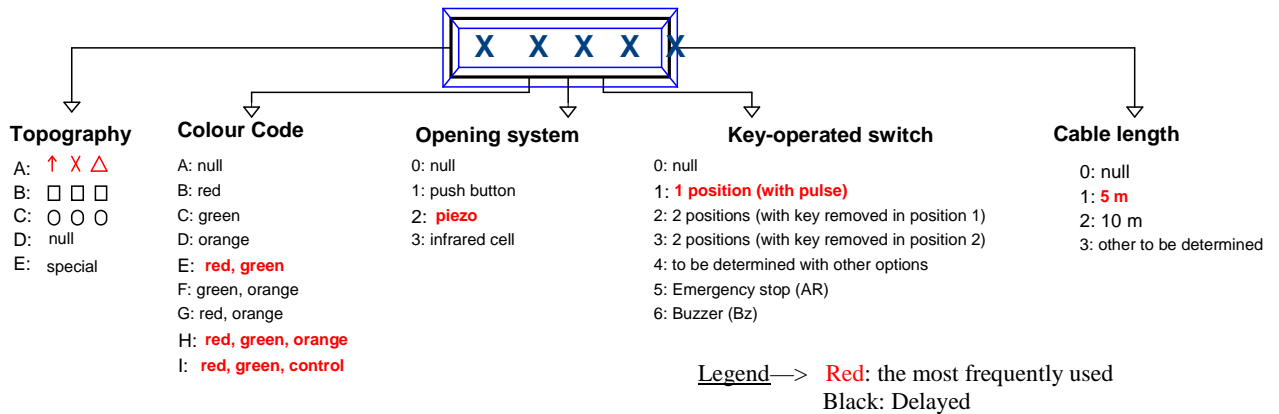 X X X X X
Topography
A: ↑ X △
B: □ □ □
C: ○ ○ ○
D: null
E: special
Colour Code
A: null
B: red
C: green
D: orange
E: red, green
F: green, orange
G: red, orange
H: red, green, orange
I: red, green, control
Opening system
0: null
1: push button
2: piezo
3: infrared cell
Key-operated switch
0: null
1: 1 position (with pulse)
2: 2 positions (with key removed in position 1)
3: 2 positions (with key removed in position 2)
4: to be determined with other options
5: Emergency stop (AR)
6: Buzzer (Bz)
Cable length
0: null
1: 5 m
2: 10 m
3: other to be determined
Legend—> Red: the most frequently used
Black: Delayed